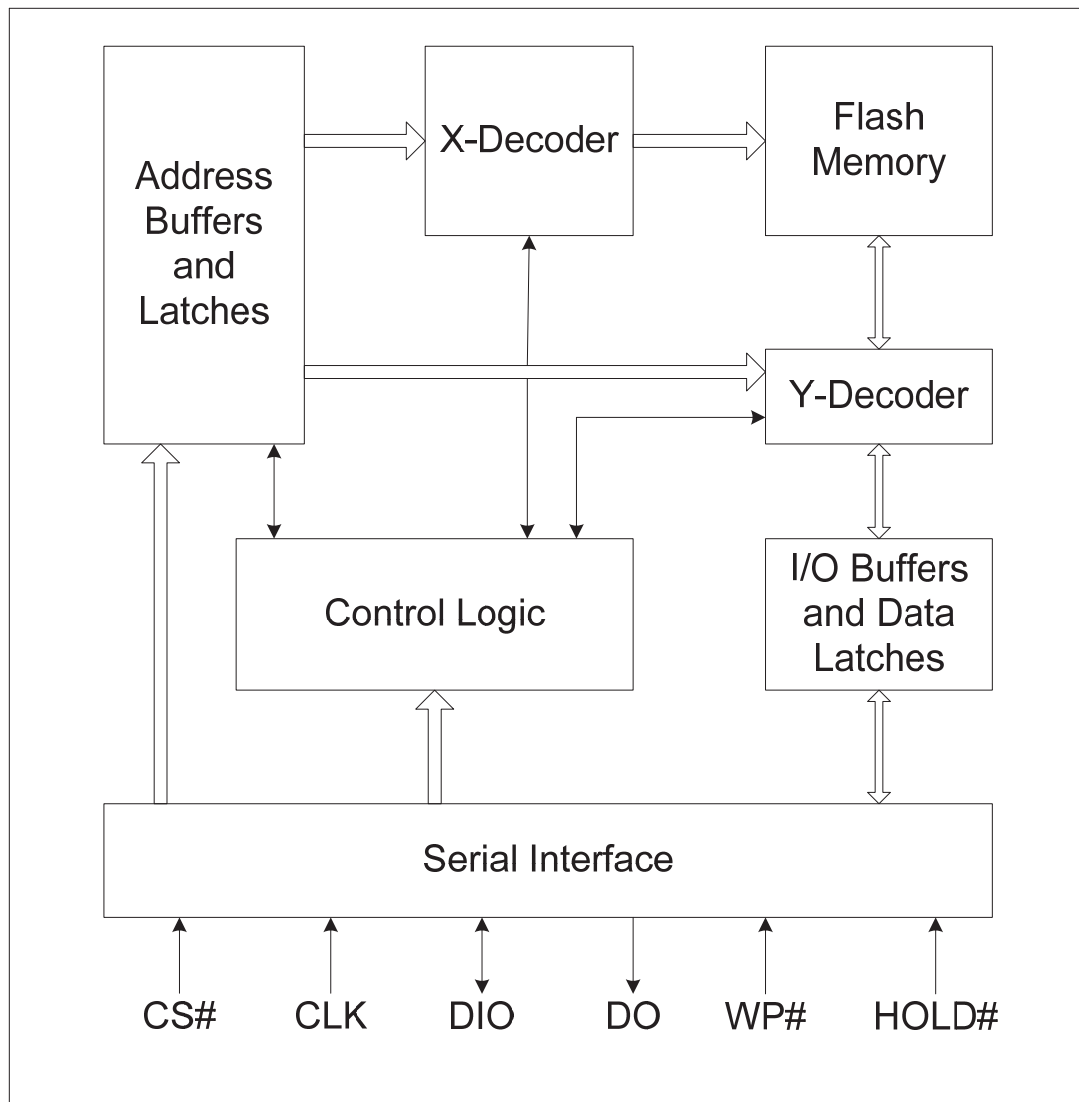 Address
Buffers
and
Latches
X-Decoder
Flash
Memory
Y-Decoder
Control Logic
I/O Buffers
and Data
Latches
Serial Interface
CS#
CLK
DIO
DO
WP#
HOLD#